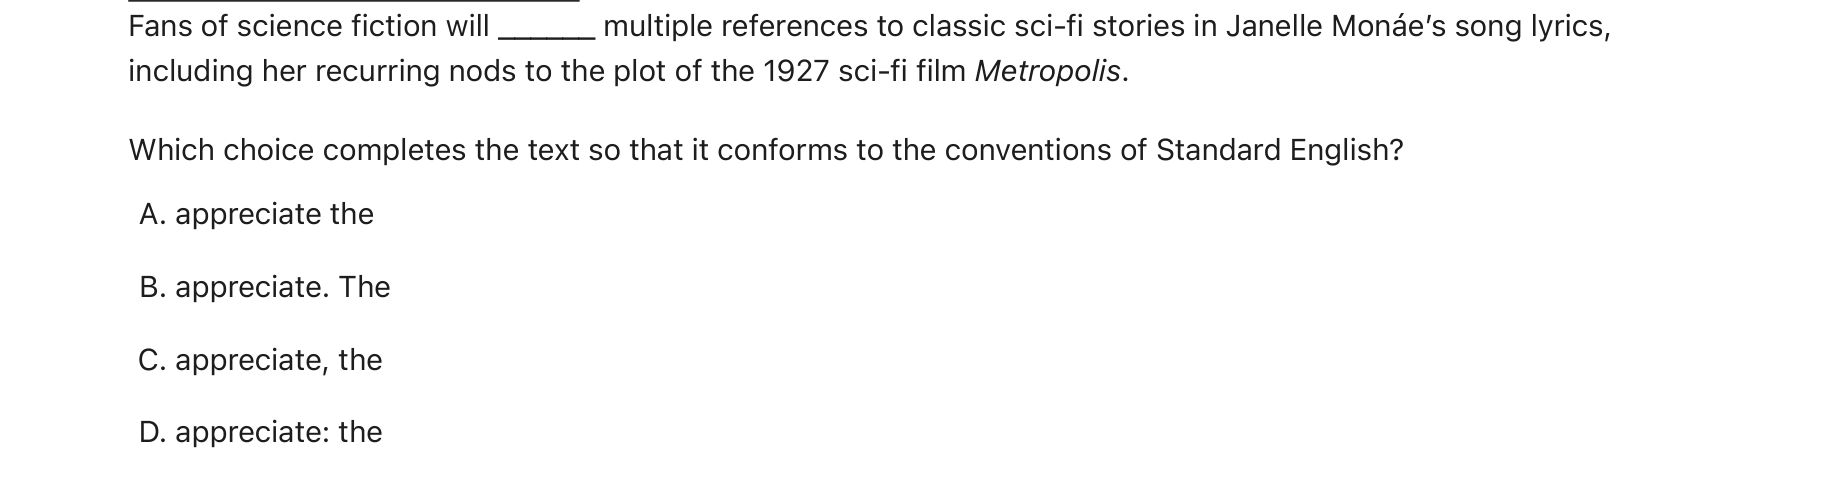 Fans of science fiction will ______ multiple references to classic sci-fi stories in Janelle Monáe’s song lyrics,
including her recurring nods to the plot of the 1927 sci-fi film Metropolis.
Which choice completes the text so that it conforms to the conventions of Standard English?
A. appreciate the
B. appreciate. The
C. appreciate, the
D. appreciate: the